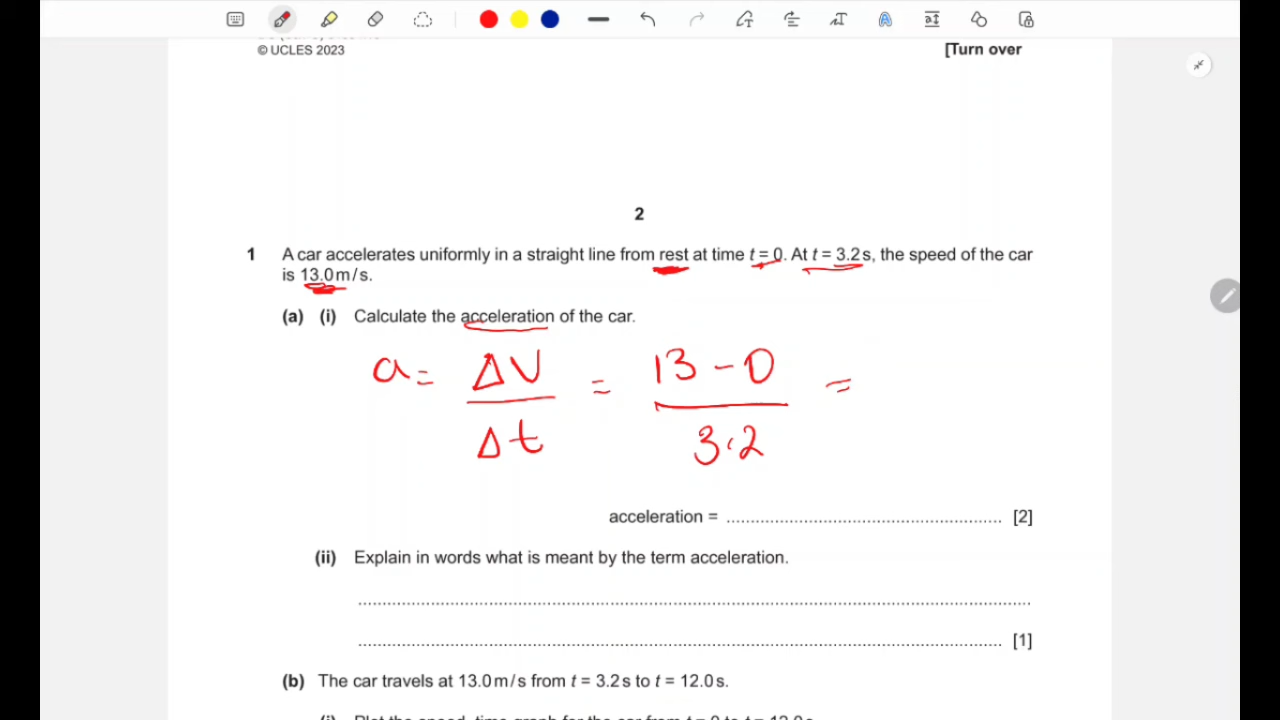 © UCLES 2023
[Turn over
2
1 A car accelerates uniformly in a straight line from rest at time t = 0. At t = 3.2 s, the speed of the car
is 13.0 m/s.
(a) (i) Calculate the acceleration of the car.
a = ΔV / Δt = 13 - 0 / 3.2 =
acceleration = ........................................................ [2]
(ii) Explain in words what is meant by the term acceleration.
..........................................................................................................................................
.................................................................................................................................... [1]
(b) The car travels at 13.0 m/s from t = 3.2 s to t = 12.0 s.